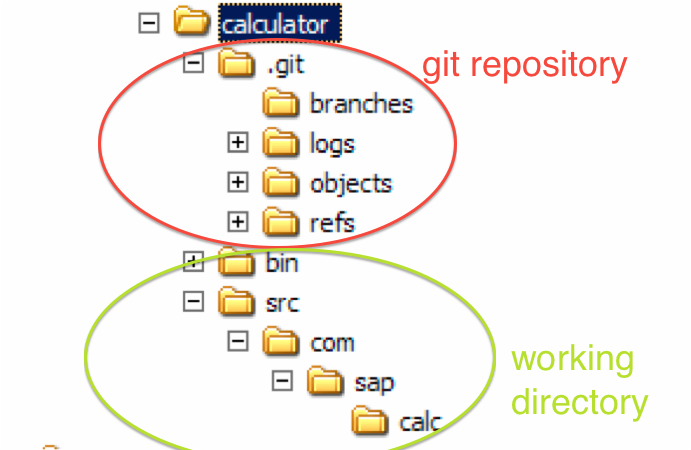 calculator
.git
git repository
branches
logs
objects
refs
bin
src
com
working
directory
sap
calc